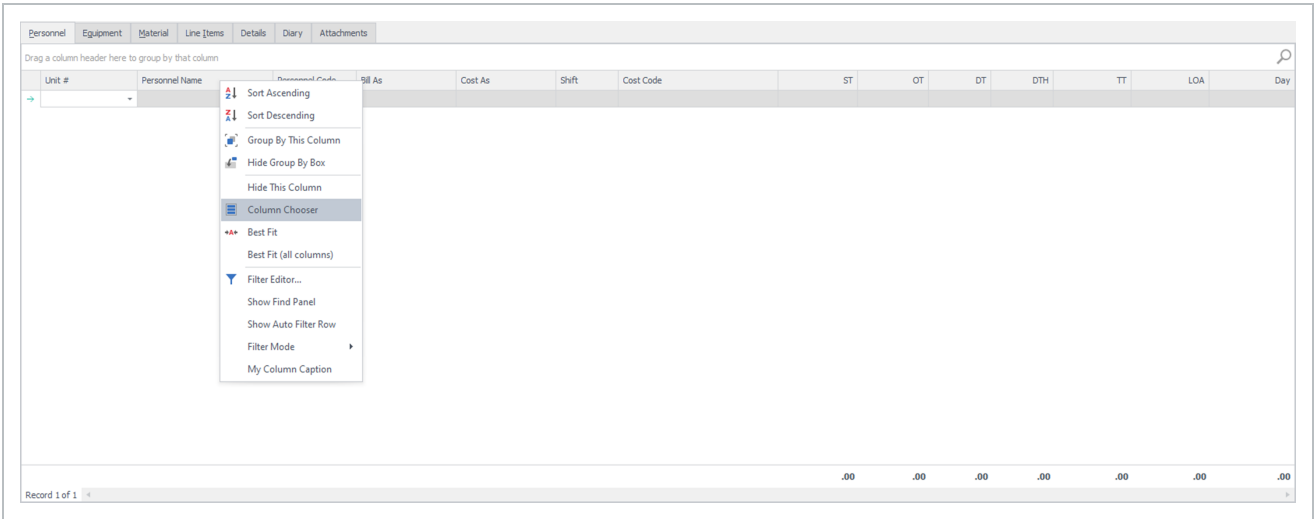 Personnel Equipment Material Line Items Details Diary Attachments
Drag a column header here to group by that column
Unit # Personnel Name Personnel Code Bill As Cost As Shift Cost Code ST OT DT DTH TT LOA Day
Sort Ascending
Sort Descending
Group By This Column
Hide Group By Box
Hide This Column
Column Chooser
Best Fit
Best Fit (all columns)
Filter Editor...
Show Find Panel
Show Auto Filter Row
Filter Mode
My Column Caption
.00 .00 .00 .00 .00 .00 .00
Record 1 of 1